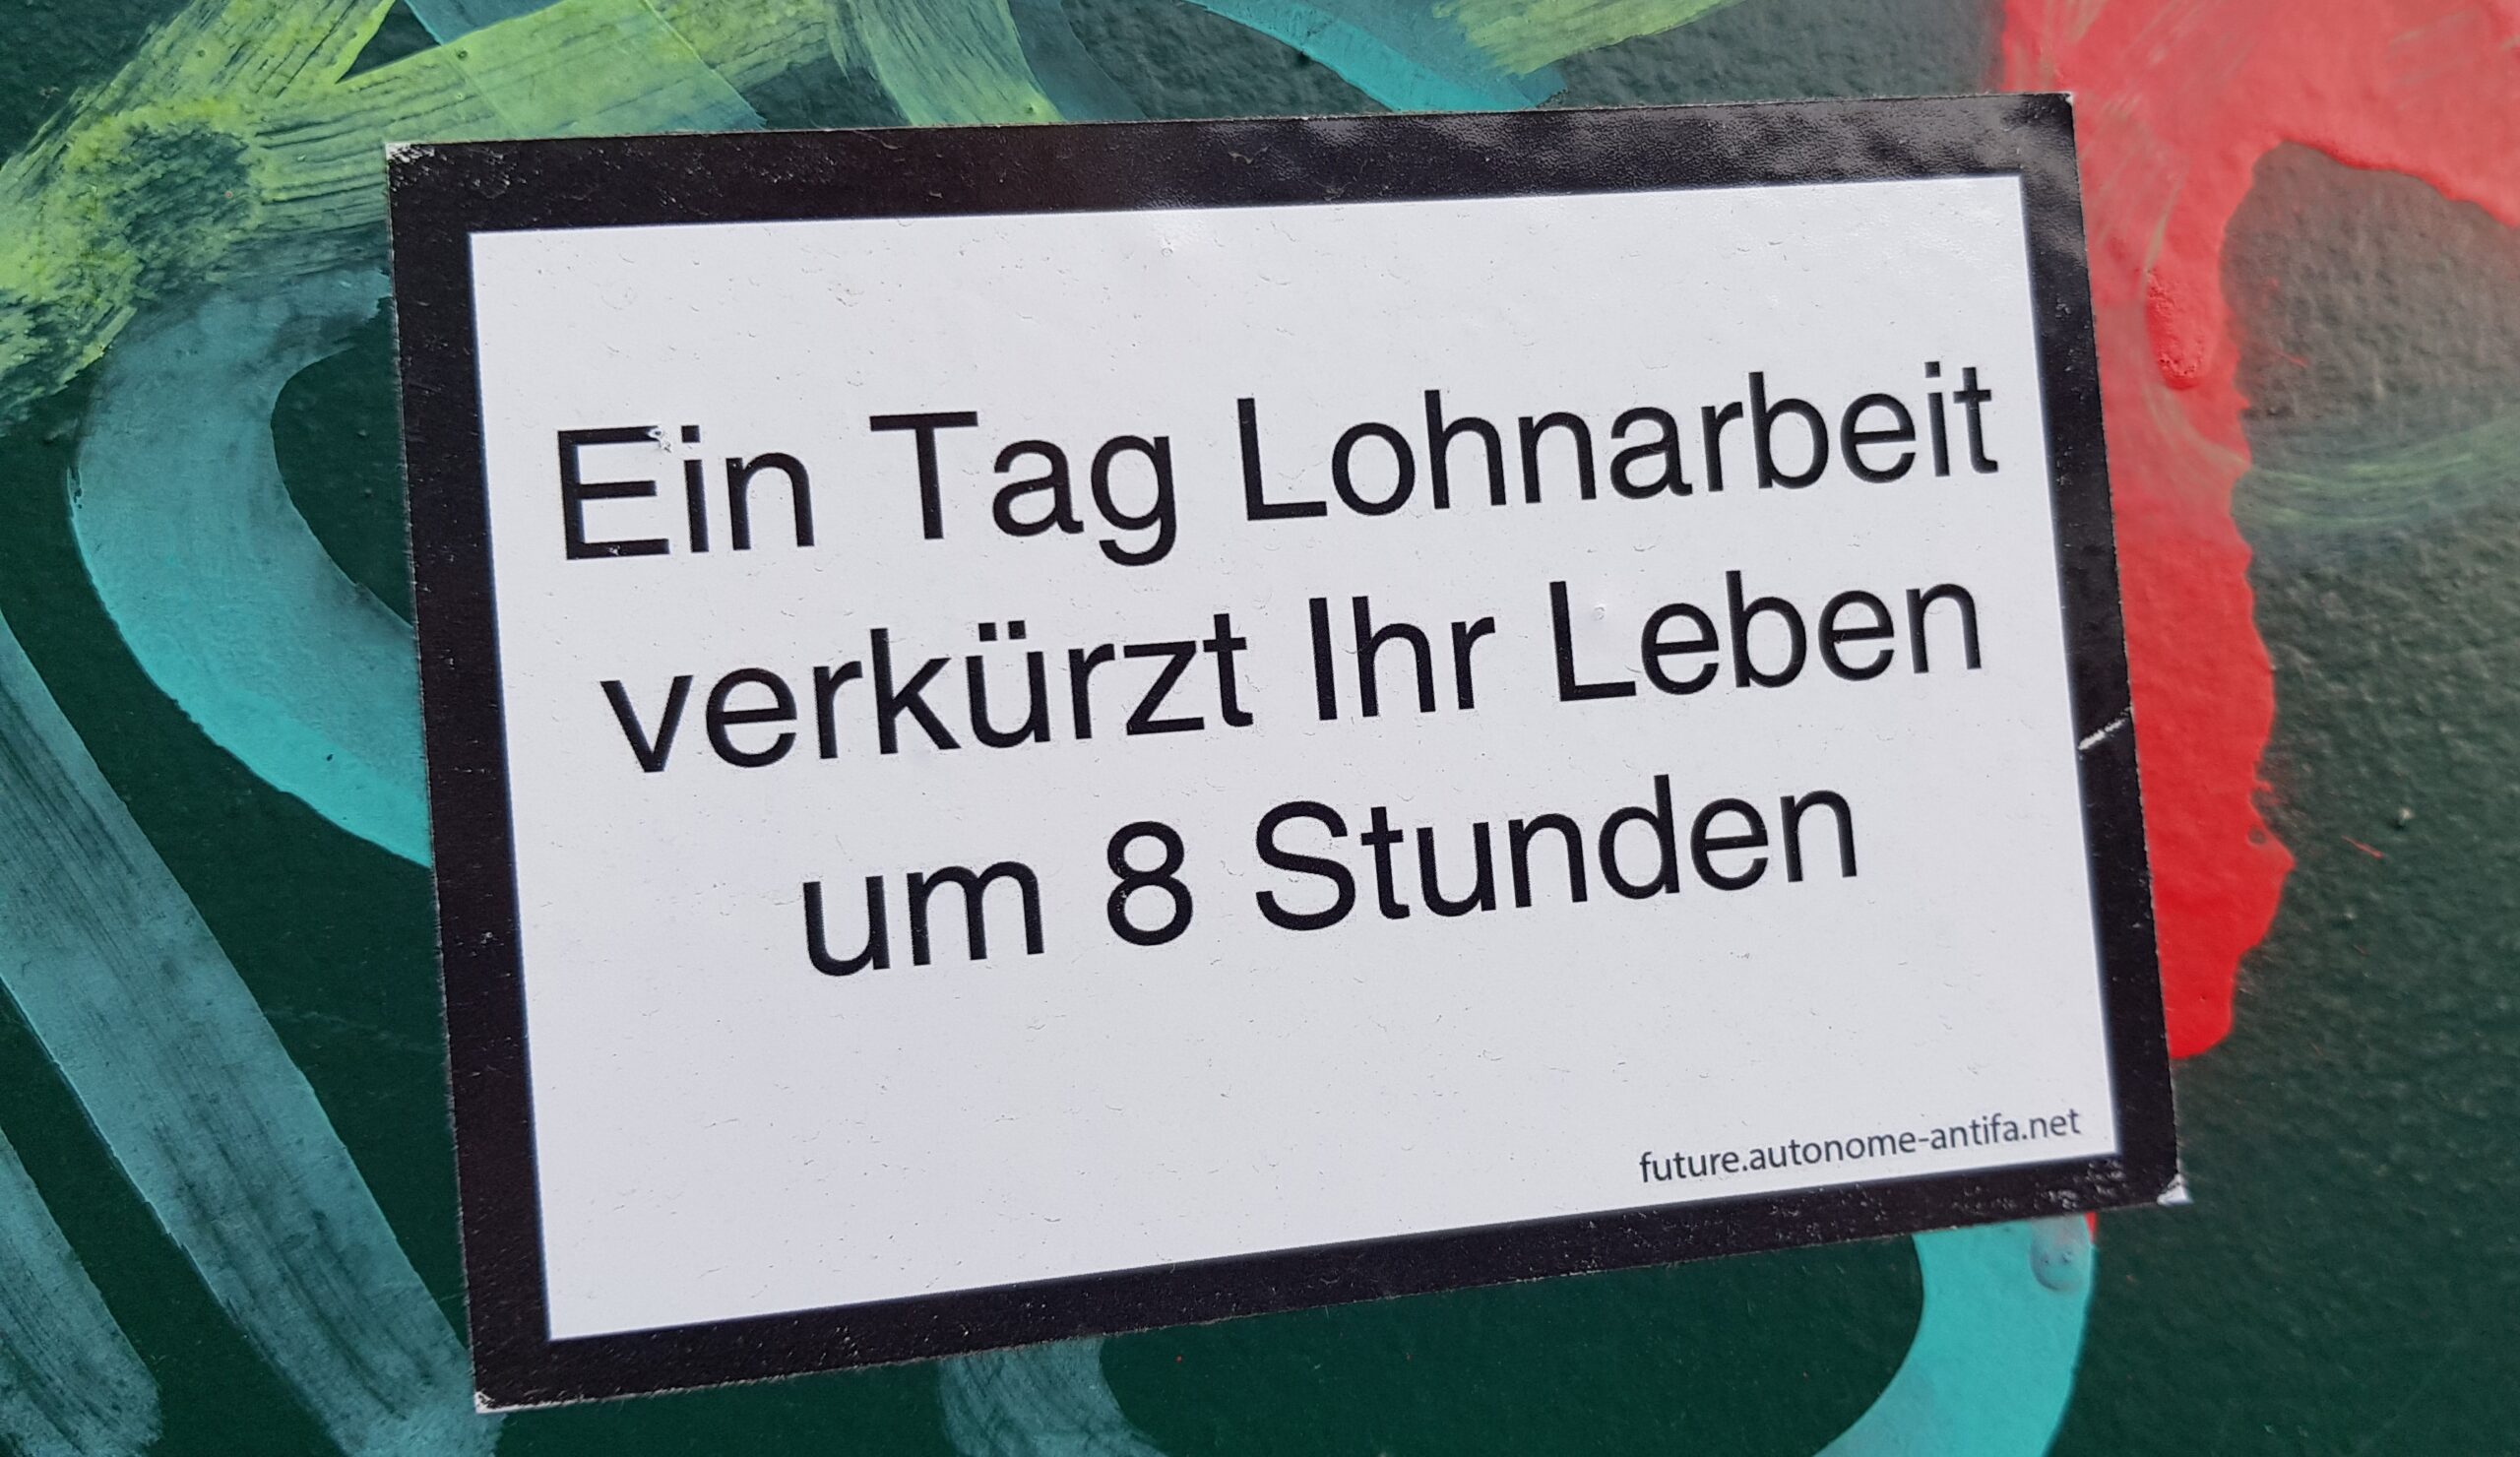 Ein Tag Lohnarbeit
verkürzt Ihr Leben
um 8 Stunden
future.autonome-antifa.net